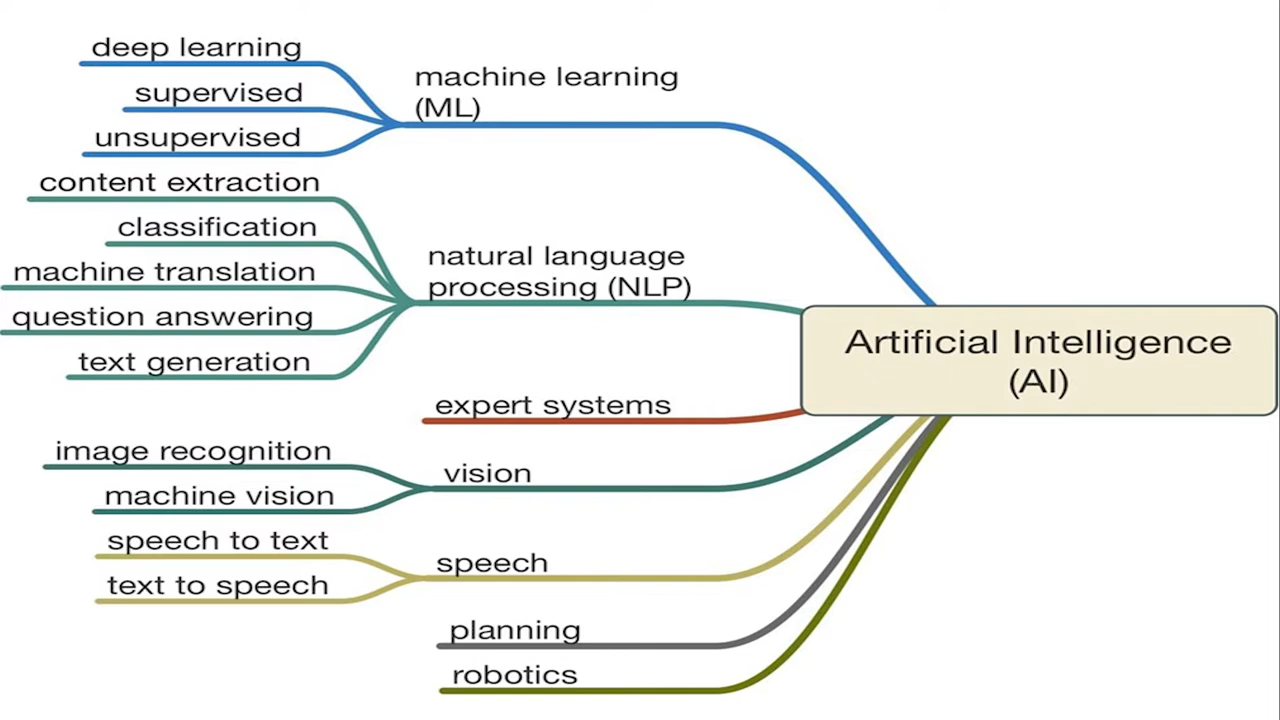 deep learning
supervised
unsupervised
machine learning
(ML)
content extraction
classification
machine translation
question answering
text generation
natural language
processing (NLP)
expert systems
image recognition
machine vision
vision
speech to text
text to speech
speech
planning
robotics
Artificial Intelligence
(AI)